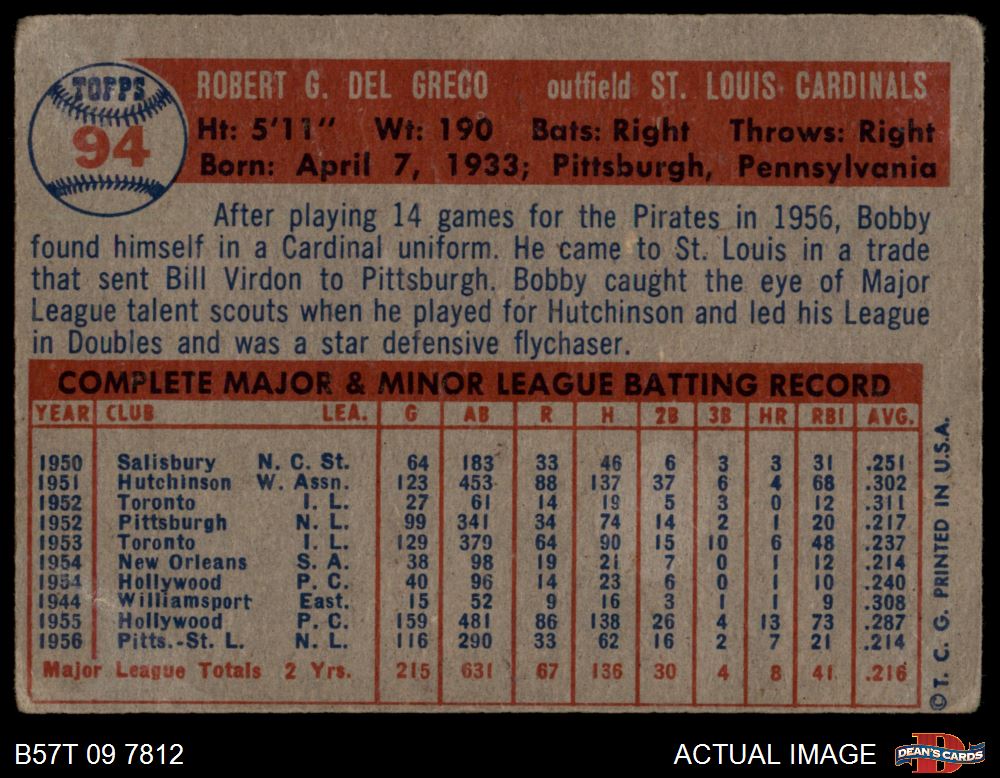 TOPPS
94
ROBERT G. DEL GRECO outfield ST. LOUIS CARDINALS
Ht: 5'11" Wt: 190 Bats: Right Throws: Right
Born: April 7, 1933; Pittsburgh, Pennsylvania
After playing 14 games for the Pirates in 1956, Bobby
found himself in a Cardinal uniform. He came to St. Louis in a trade
that sent Bill Virdon to Pittsburgh. Bobby caught the eye of Major
League talent scouts when he played for Hutchinson and led his League
in Doubles and was a star defensive flychaser.
COMPLETE MAJOR & MINOR LEAGUE BATTING RECORD
YEAR CLUB LEA. G AB R H 2B 3B HR RBI AVG.
1950 Salisbury N. C. St. 64 183 33 46 6 3 3 31 .251
1951 Hutchinson W. Assn. 123 453 88 137 37 6 4 68 .302
1952 Toronto I. L. 27 61 14 19 5 3 0 12 .311
1952 Pittsburgh N. L. 99 341 34 74 14 2 1 20 .217
1953 Toronto I. L. 129 379 64 90 15 10 6 48 .237
1954 New Orleans S. A. 38 98 19 21 7 0 1 12 .214
1954 Hollywood P. C. 40 96 14 23 6 0 1 10 .240
1944 Williamsport East. 15 52 9 16 3 1 1 9 .308
1955 Hollywood P. C. 159 481 86 138 26 4 13 73 .287
1956 Pitts.-St. L. N. L. 116 290 33 62 16 2 7 21 .214
Major League Totals 2 Yrs. 215 631 67 136 30 4 8 41 .216
© T. C. G. PRINTED IN U.S.A.
B57T 09 7812
ACTUAL IMAGE
DEAN'S CARDS